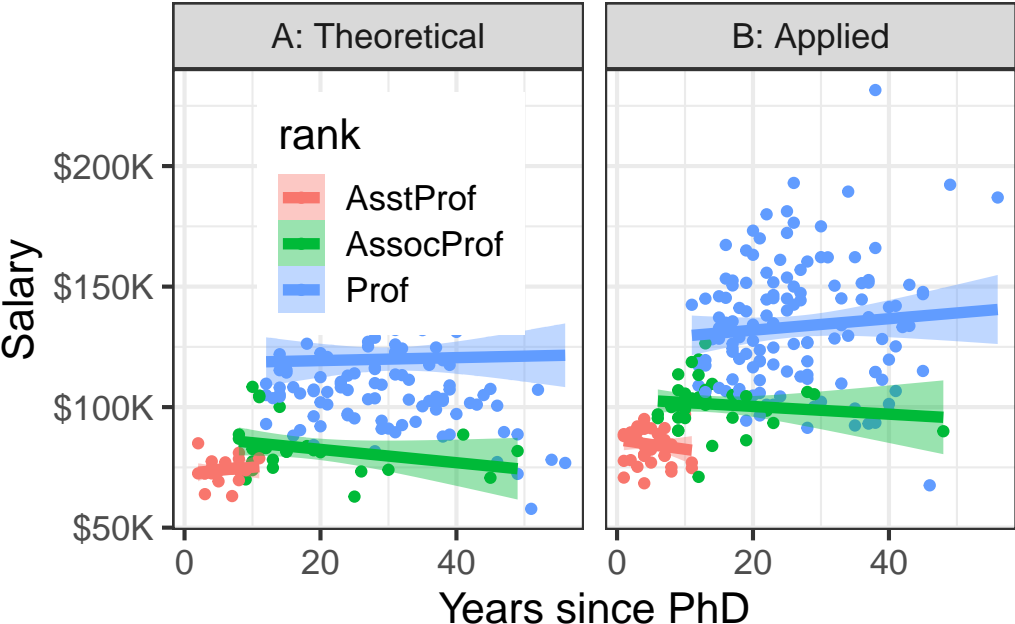 A: Theoretical
B: Applied
rank
AsstProf
AssocProf
Prof
Salary
$200K
$150K
$100K
$50K
0 20 40
0 20 40
Years since PhD